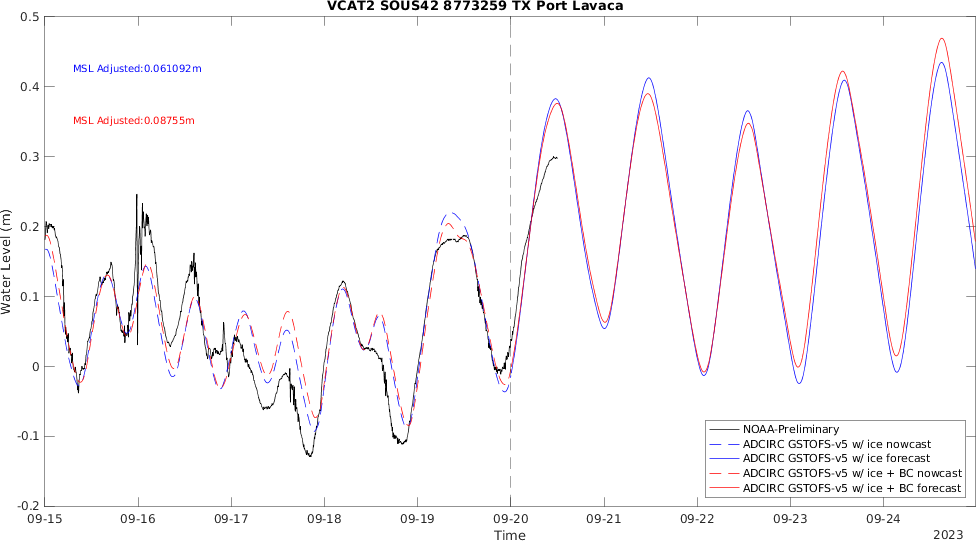 VCAT2 SOUS42 8773259 TX Port Lavaca
0.5
0.4
0.3
0.2
0.1
0
-0.1
-0.2
Water Level (m)
MSL Adjusted:0.061092m
MSL Adjusted:0.08755m
NOAA-Preliminary
ADCIRC GSTOFS-v5 w/ ice nowcast
ADCIRC GSTOFS-v5 w/ ice forecast
ADCIRC GSTOFS-v5 w/ ice + BC nowcast
ADCIRC GSTOFS-v5 w/ ice + BC forecast
09-15 09-16 09-17 09-18 09-19 09-20 09-21 09-22 09-23 09-24
Time
2023